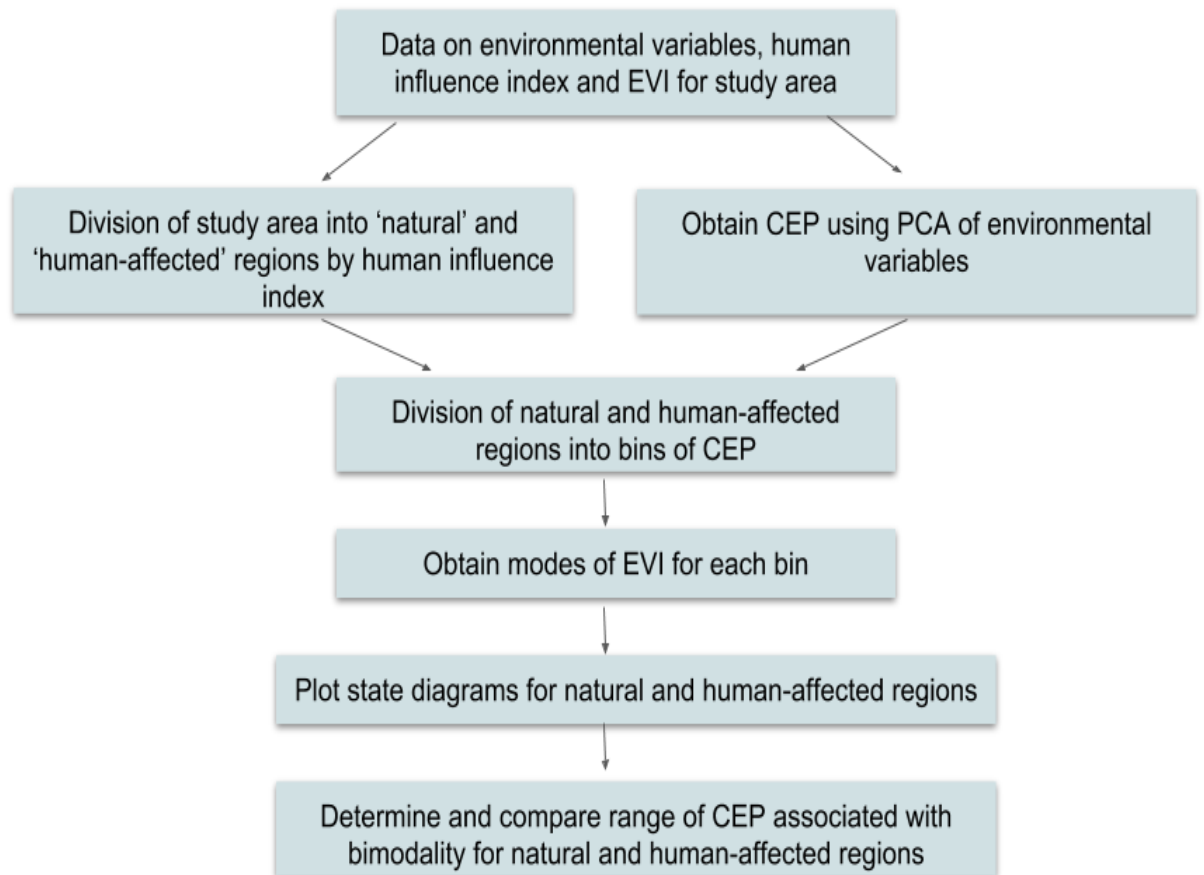 Data on environmental variables, human
influence index and EVI for study area
Division of study area into ‘natural’ and
‘human-affected’ regions by human influence
index
Obtain CEP using PCA of environmental
variables
Division of natural and human-affected
regions into bins of CEP
Obtain modes of EVI for each bin
Plot state diagrams for natural and human-affected regions
Determine and compare range of CEP associated with
bimodality for natural and human-affected regions